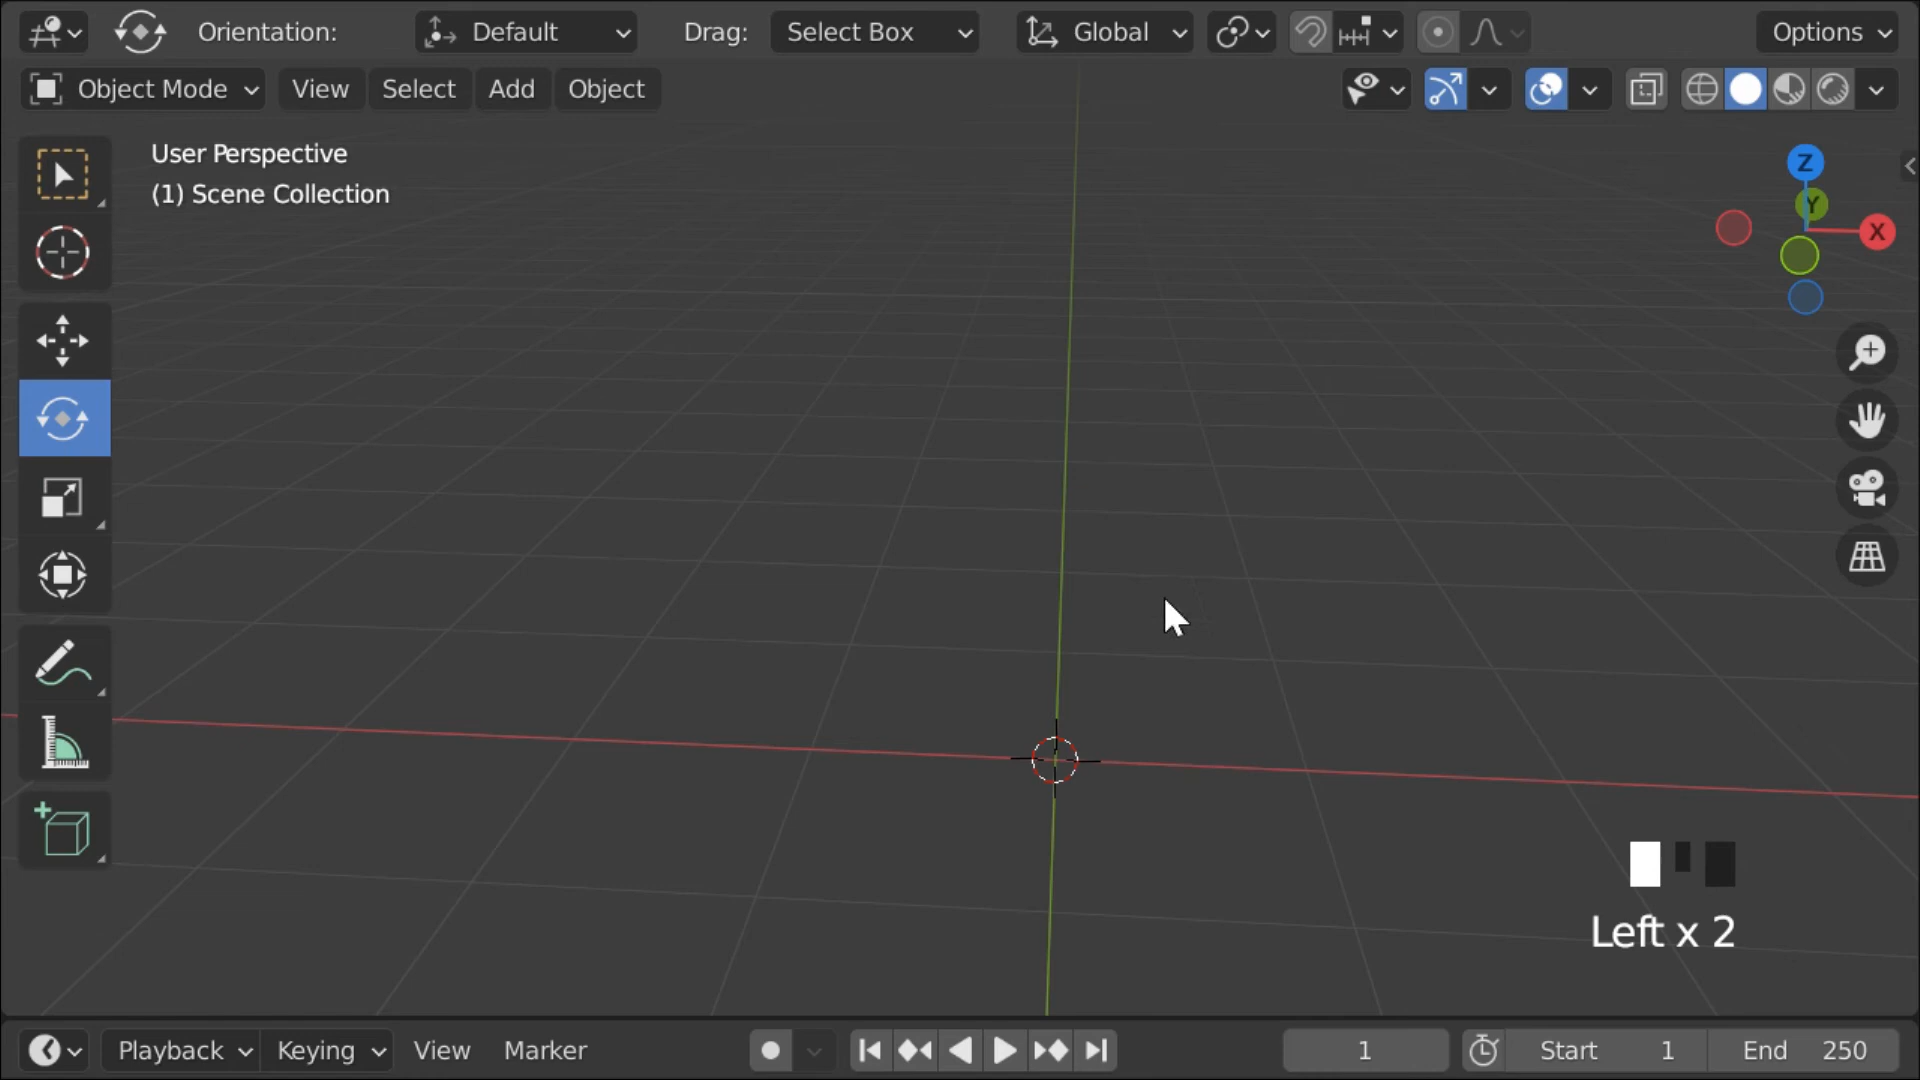 Orientation: Default Drag: Select Box Global Options
Object Mode View Select Add Object
User Perspective
(1) Scene Collection
Z
Y
X
Left x 2
Playback Keying View Marker 1 Start 1 End 250